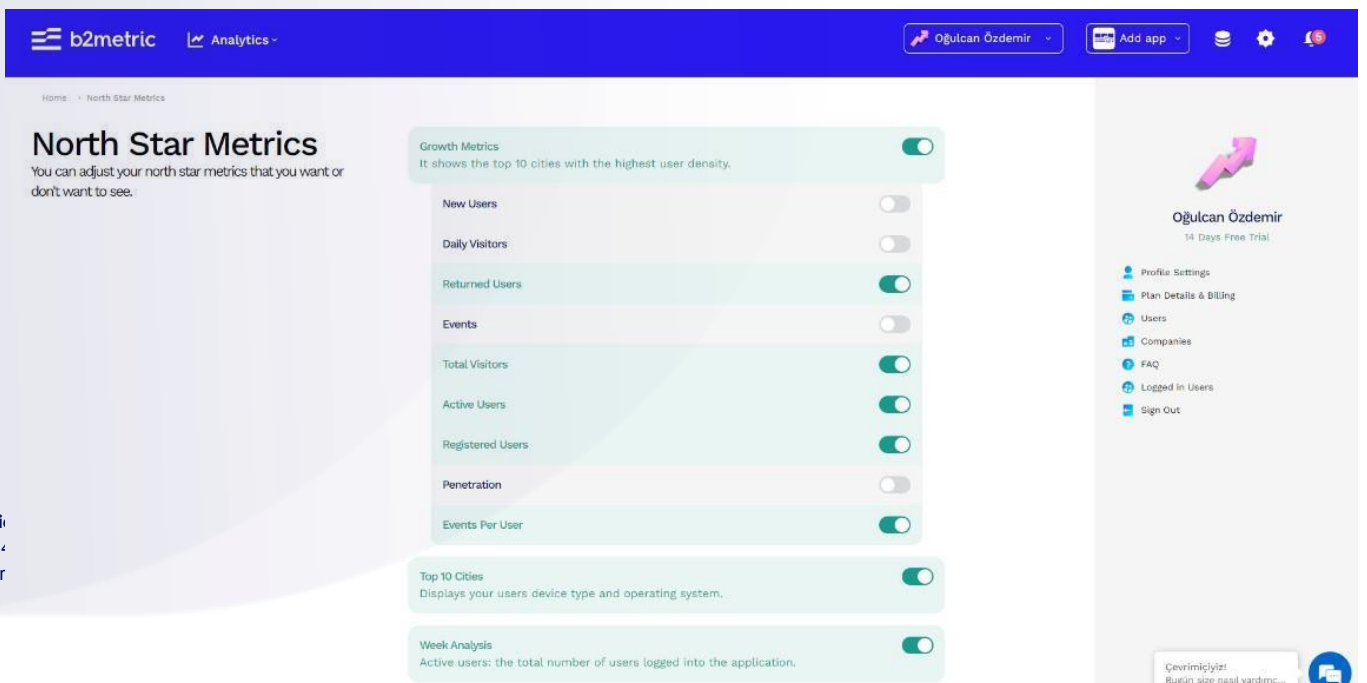 b2metric
Analytics
Oğulcan Özdemir
Add app
5
Home > North Star Metrics
North Star Metrics
You can adjust your north star metrics that you want or
don't want to see.
Growth Metrics
It shows the top 10 cities with the highest user density.
New Users
Daily Visitors
Returned Users
Events
Total Visitors
Active Users
Registered Users
Penetration
Events Per User
Top 10 Cities
Displays your users device type and operating system.
Week Analysis
Active users: the total number of users logged into the application.
Oğulcan Özdemir
14 Days Free Trial
Profile Settings
Plan Details & Billing
Users
Companies
FAQ
Logged in Users
Sign Out
Çevrimiçiyiz!
Bugün size nasıl yardımc...